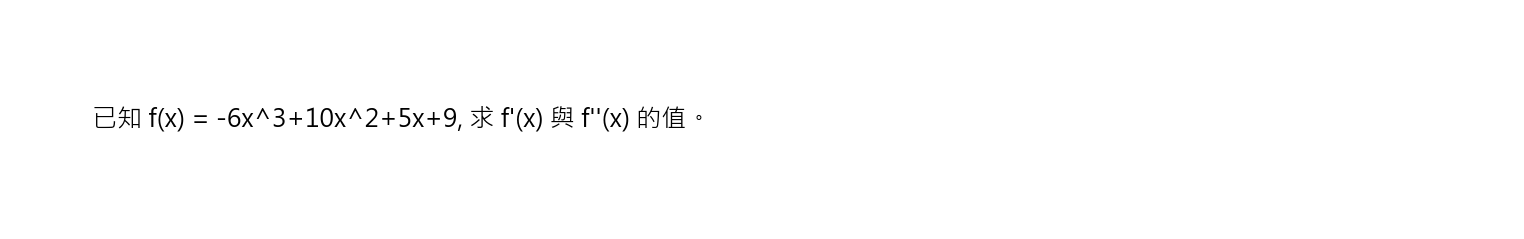 已知 f(x) = -6x^3+10x^2+5x+9, 求 f'(x) 與 f''(x) 的值。